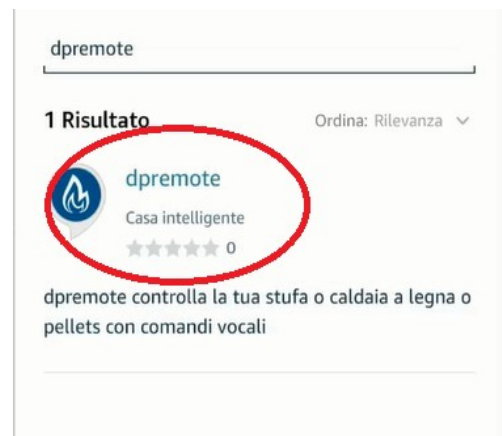 dpremote
1 Risultato
Ordina: Rilevanza
dpremote
Casa intelligente
0
dpremote controlla la tua stufa o caldaia a legna o
pellets con comandi vocali